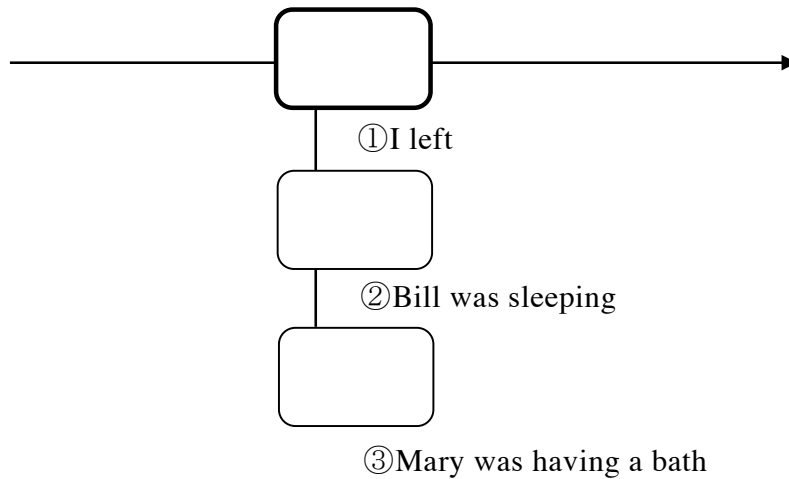 ①I left
②Bill was sleeping
③Mary was having a bath